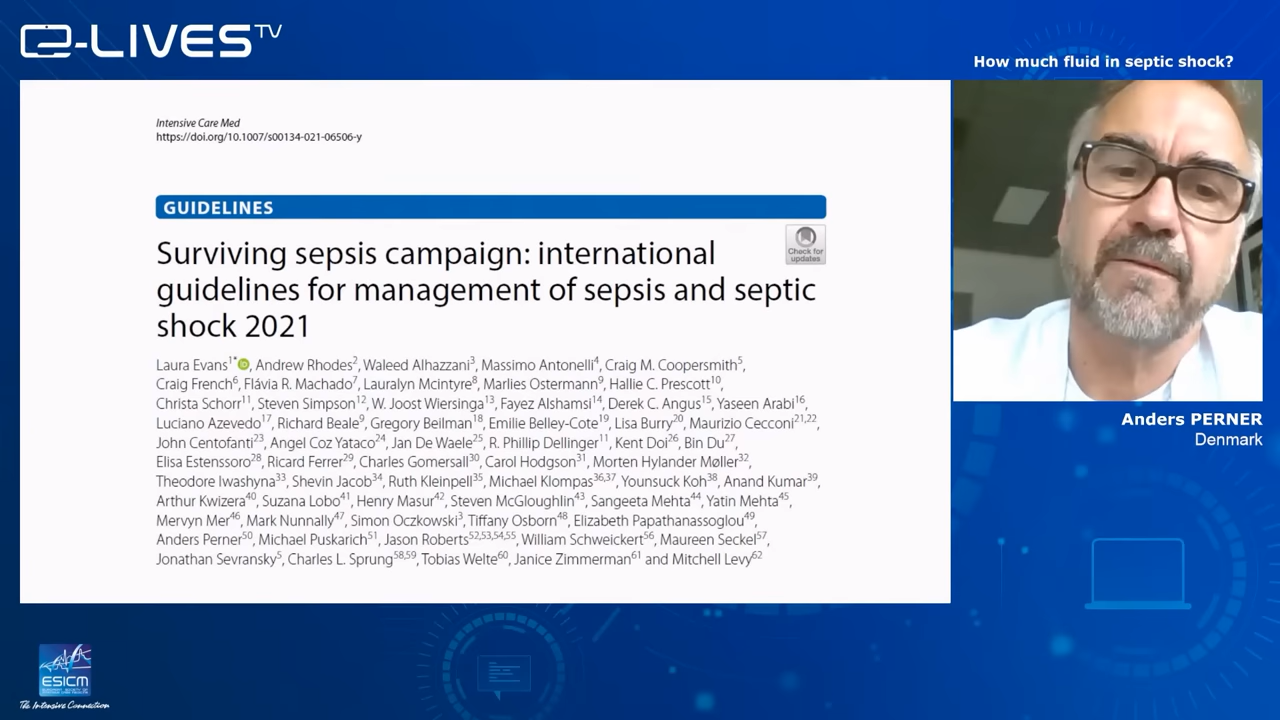 e-LIVES TV
How much fluid in septic shock?
Intensive Care Med
https://doi.org/10.1007/s00134-021-06506-y
GUIDELINES
Check for
updates
Surviving sepsis campaign: international
guidelines for management of sepsis and septic
shock 2021
Laura Evans1*, Andrew Rhodes2, Waleed Alhazzani3, Massimo Antonelli4, Craig M. Coopersmith5,
Craig French6, Flávia R. Machado7, Lauralyn Mcintyre8, Marlies Ostermann9, Hallie C. Prescott10,
Christa Schorr11, Steven Simpson12, W. Joost Wiersinga13, Fayez Alshamsi14, Derek C. Angus15, Yaseen Arabi16,
Luciano Azevedo17, Richard Beale9, Gregory Beilman18, Emilie Belley-Cote19, Lisa Burry20, Maurizio Cecconi21,22,
John Centofanti23, Angel Coz Yataco24, Jan De Waele25, R. Phillip Dellinger11, Kent Doi26, Bin Du27,
Elisa Estenssoro28, Ricard Ferrer29, Charles Gomersall30, Carol Hodgson31, Morten Hylander Møller32,
Theodore Iwashyna33, Shevin Jacob34, Ruth Kleinpell35, Michael Klompas36,37, Younsuck Koh38, Anand Kumar39,
Arthur Kwizera40, Suzana Lobo41, Henry Masur42, Steven McGloughlin43, Sangeeta Mehta44, Yatin Mehta45,
Mervyn Mer46, Mark Nunnally47, Simon Oczkowski3, Tiffany Osborn48, Elizabeth Papathanassoglou49,
Anders Perner50, Michael Puskarich51, Jason Roberts52,53,54,55, William Schweickert56, Maureen Seckel57,
Jonathan Sevransky5, Charles L. Sprung58,59, Tobias Welte60, Janice Zimmerman61 and Mitchell Levy62
Anders PERNER
Denmark
ESICM
The Intensive Connection